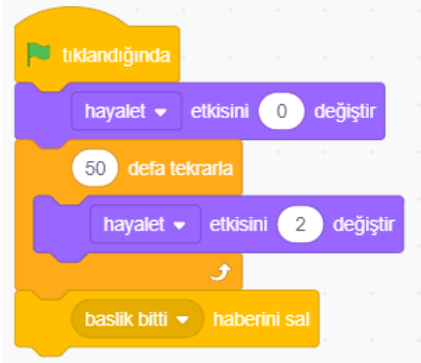 tıklandığında
hayalet etkisini 0 değiştir
50 defa tekrarla
hayalet etkisini 2 değiştir
baslik bitti haberini sal